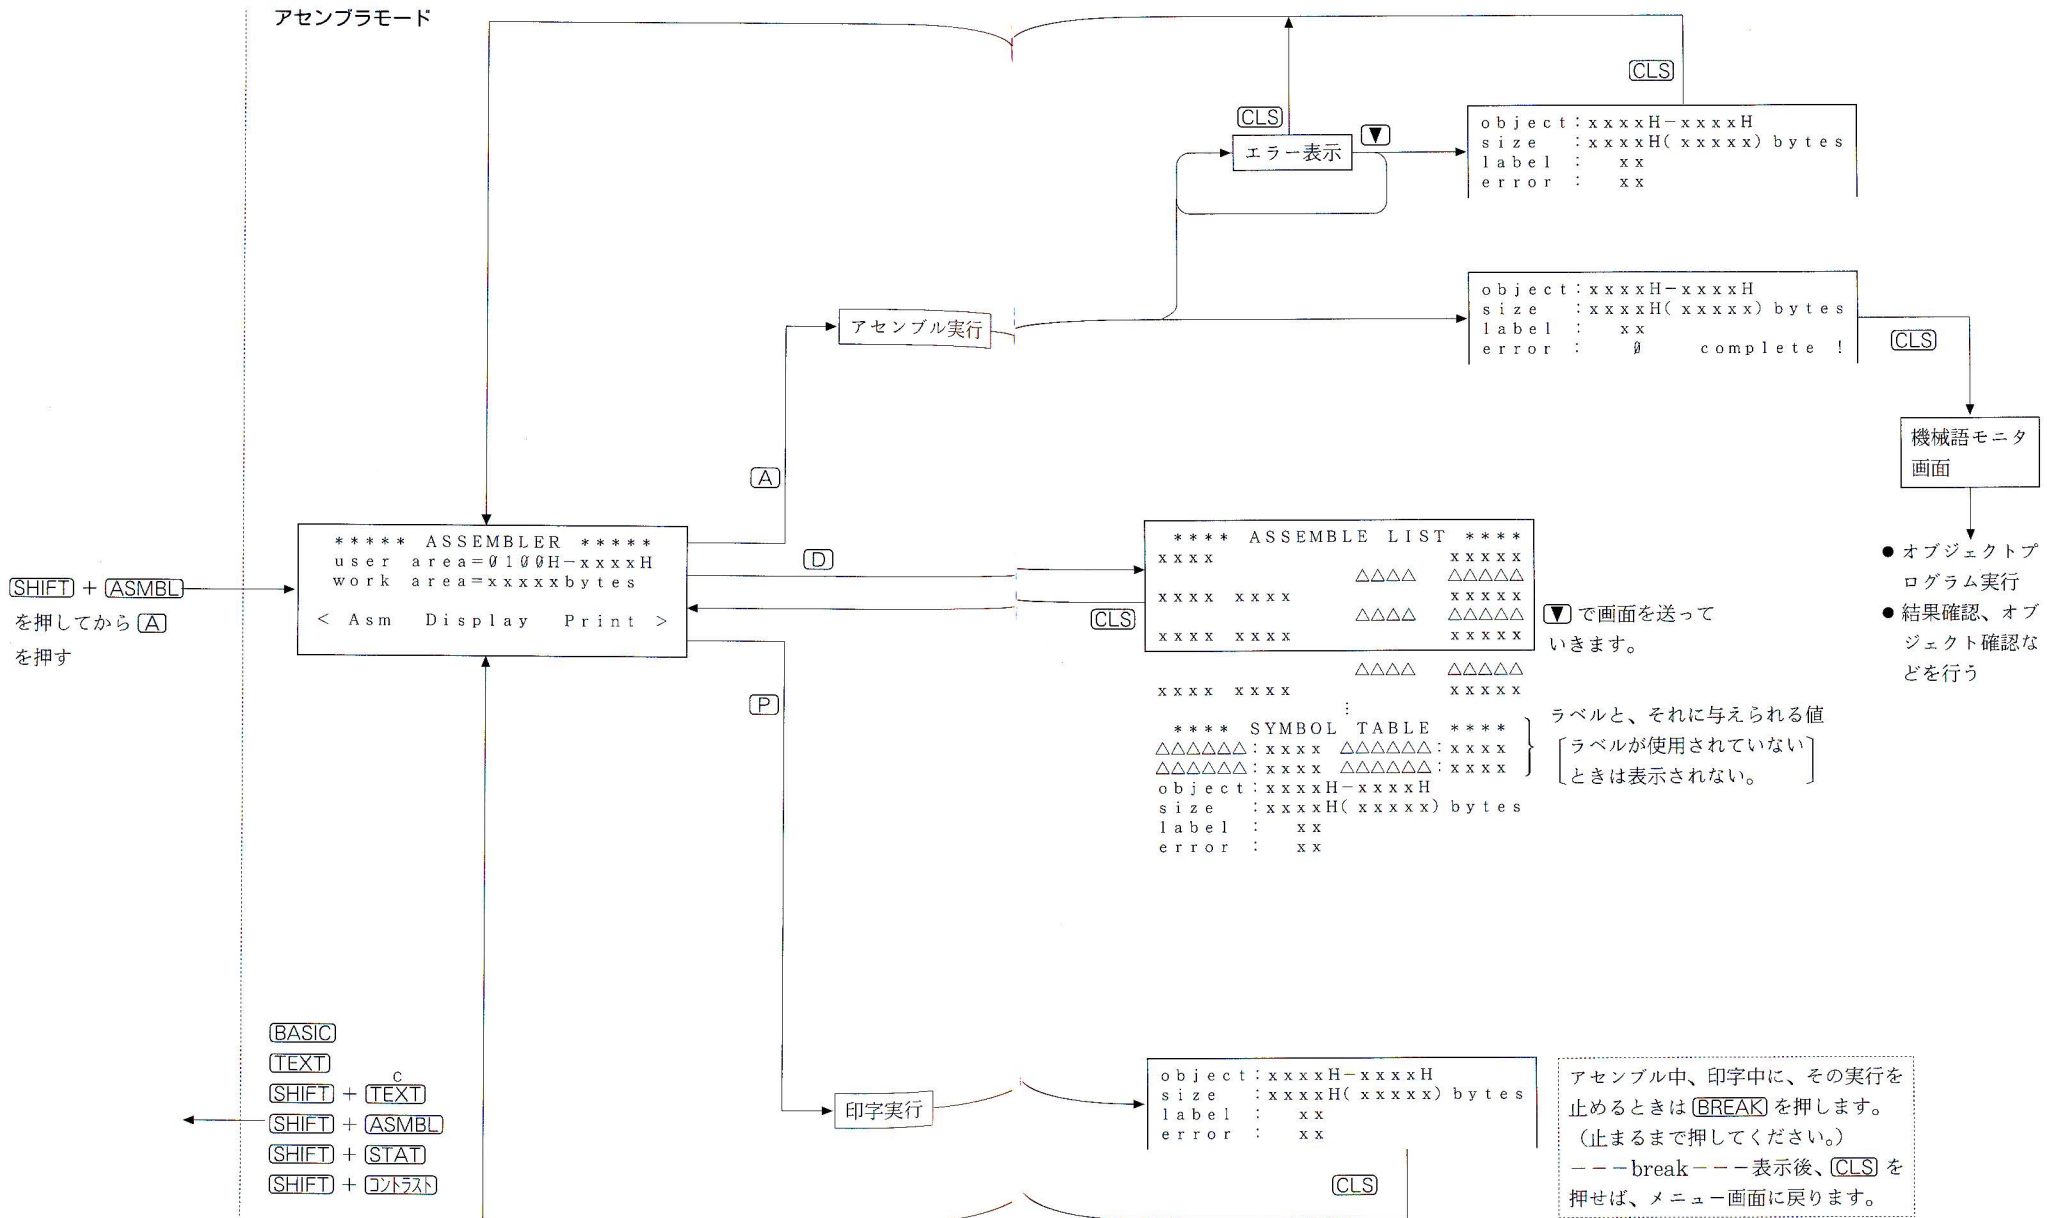 アセンブラモード
CLS
CLS
▼
エラー表示
object:xxxxH-xxxxH
size :xxxxH(xxxxx)bytes
label : xx
error : xx
アセンブル実行
object:xxxxH-xxxxH
size :xxxxH(xxxxx)bytes
label : xx
error : 0 complete !
CLS
機械語モニタ
画面
● オブジェクトプ
ログラム実行
● 結果確認、オブ
ジェクト確認な
どを行う
A
SHIFT + ASMBL
を押してから A
を押す
***** ASSEMBLER *****
user area=0100H-xxxxH
work area=xxxxxbytes
< Asm Display Print >
D
CLS
**** ASSEMBLE LIST ****
xxxx xxxxx
△△△△ △△△△△
xxxx xxxx xxxxx
△△△△ △△△△△
xxxx xxxx xxxxx
△△△△ △△△△△
xxxx xxxx xxxxx
⋮
**** SYMBOL TABLE ****
△△△△△△:xxxx △△△△△△:xxxx
△△△△△△:xxxx △△△△△△:xxxx
object:xxxxH-xxxxH
size :xxxxH(xxxxx)bytes
label : xx
error : xx
▼ で画面を送って
いきます。
ラベルと、それに与えられる値
ラベルが使用されていない
ときは表示されない。
P
BASIC
TEXT
C
SHIFT + TEXT
SHIFT + ASMBL
SHIFT + STAT
SHIFT + コントラスト
印字実行
object:xxxxH-xxxxH
size :xxxxH(xxxxx)bytes
label : xx
error : xx
CLS
アセンブル中、印字中に、その実行を
止めるときは BREAK を押します。
（止まるまで押してください。）
−−−break−−−表示後、CLS を
押せば、メニュー画面に戻ります。